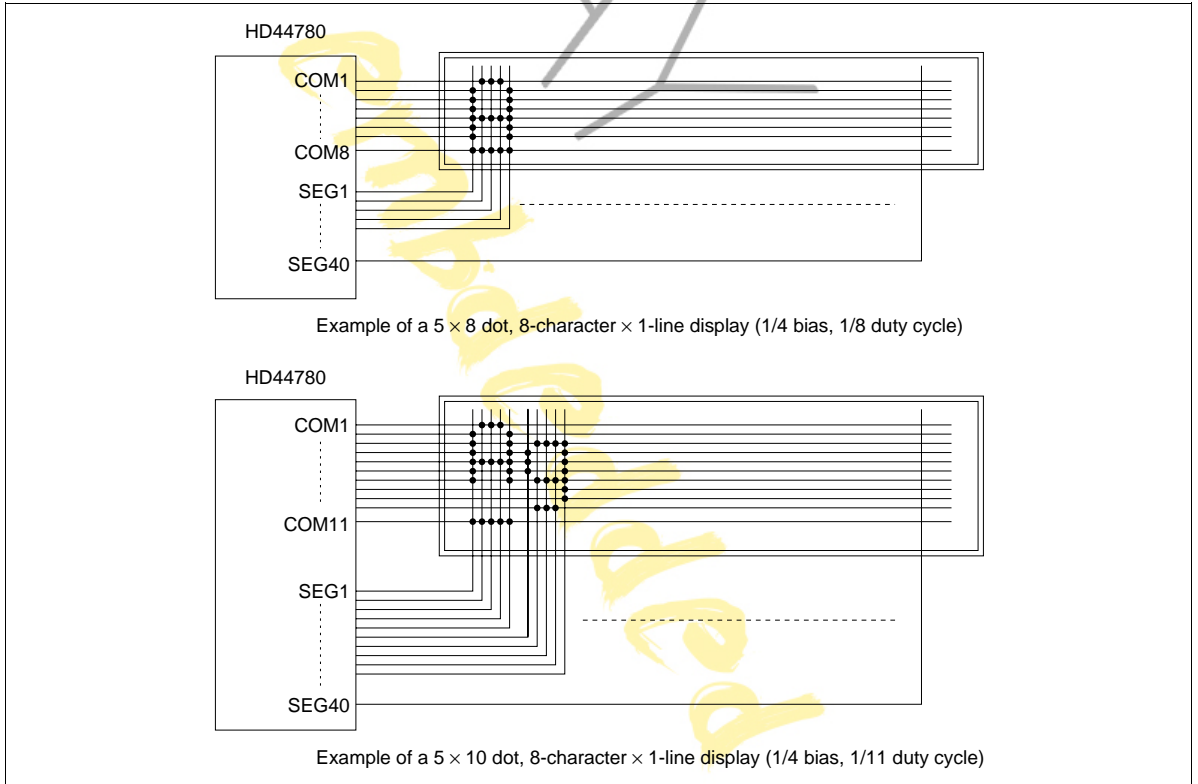 HD44780
COM1
COM8
SEG1
SEG40
Example of a 5 × 8 dot, 8-character × 1-line display (1/4 bias, 1/8 duty cycle)
HD44780
COM1
COM11
SEG1
SEG40
Example of a 5 × 10 dot, 8-character × 1-line display (1/4 bias, 1/11 duty cycle)
embedded